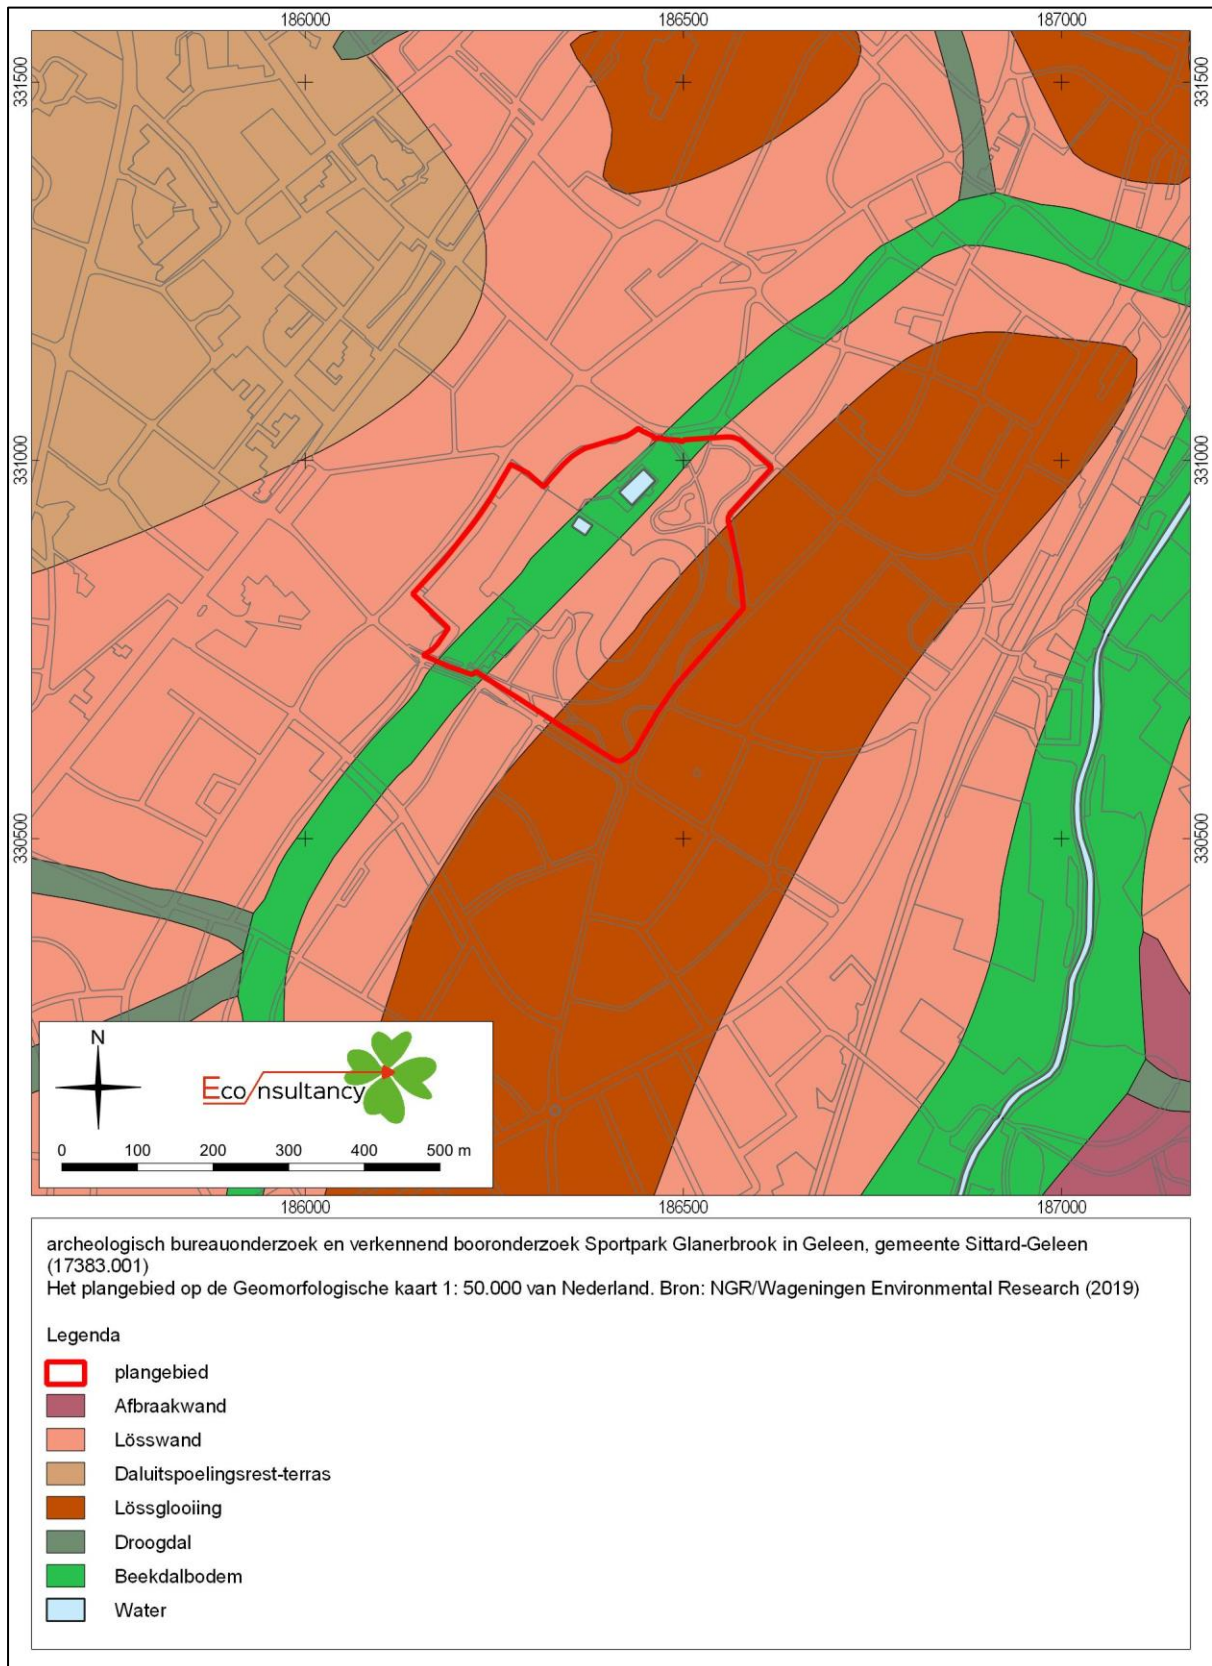 186000 186500 187000
331500 331500
331000 331000
330500 330500
N
Eco/nsultancy
0 100 200 300 400 500 m
186000 186500 187000
archeologisch bureauonderzoek en verkennend booronderzoek Sportpark Glanerbrook in Geleen, gemeente Sittard-Geleen
(17383.001)
Het plangebied op de Geomorfologische kaart 1: 50.000 van Nederland. Bron: NGR/Wageningen Environmental Research (2019)
Legenda
plangebied
Afbraakwand
Lösswand
Daluitspoelingsrest-terras
Lössglooiing
Droogdal
Beekdalbodem
Water